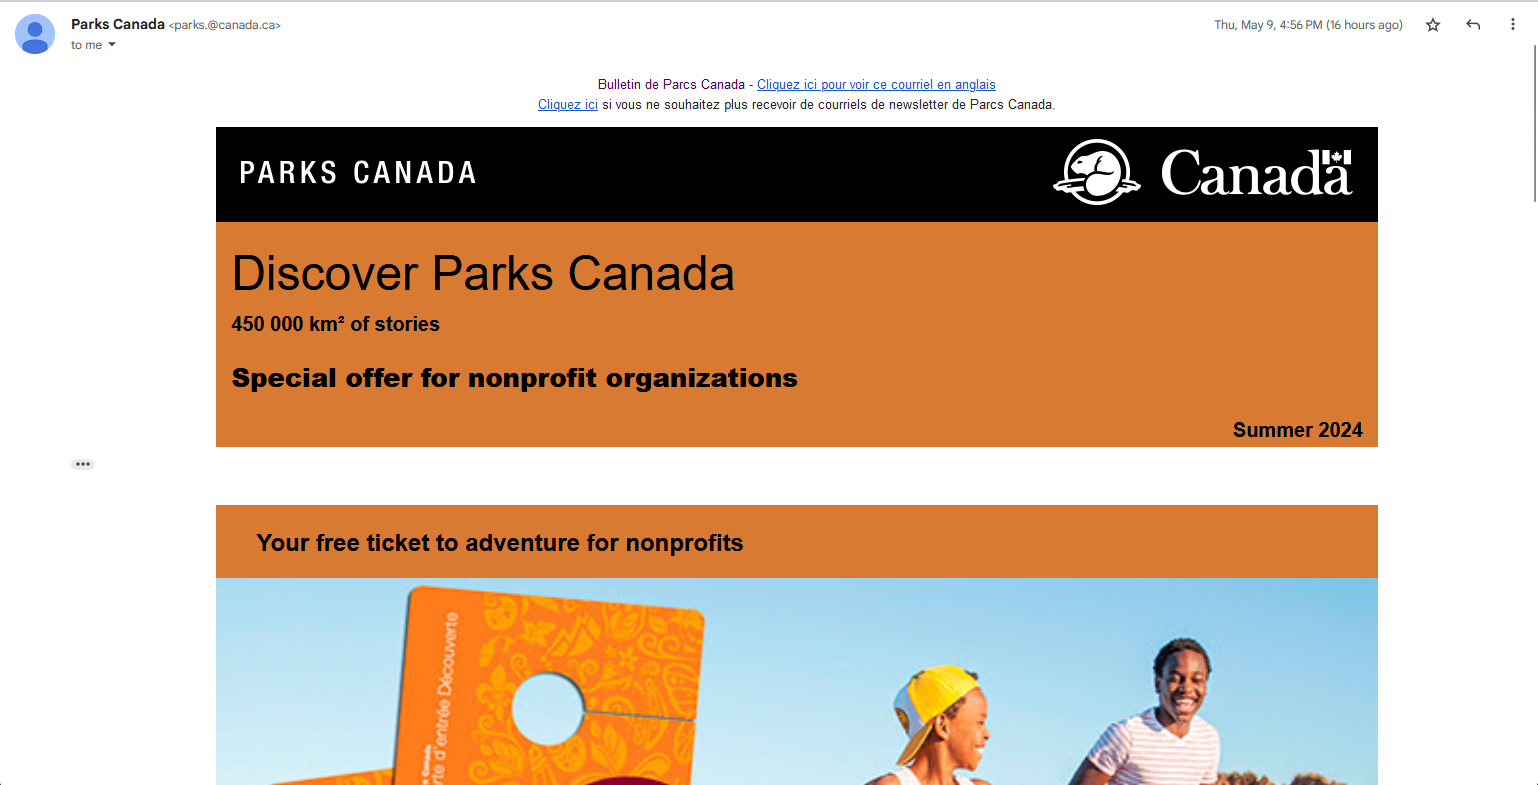 Parks Canada <parks.@canada.ca>
Thu, May 9, 4:56 PM (16 hours ago)
to me
Bulletin de Parcs Canada - Cliquez ici pour voir ce courriel en anglais
Cliquez ici si vous ne souhaitez plus recevoir de courriels de newsletter de Parcs Canada.
PARKS CANADA
Canada
Discover Parks Canada
450 000 km² of stories
Special offer for nonprofit organizations
Summer 2024
Your free ticket to adventure for nonprofits
d'entrée Découverte
Canada